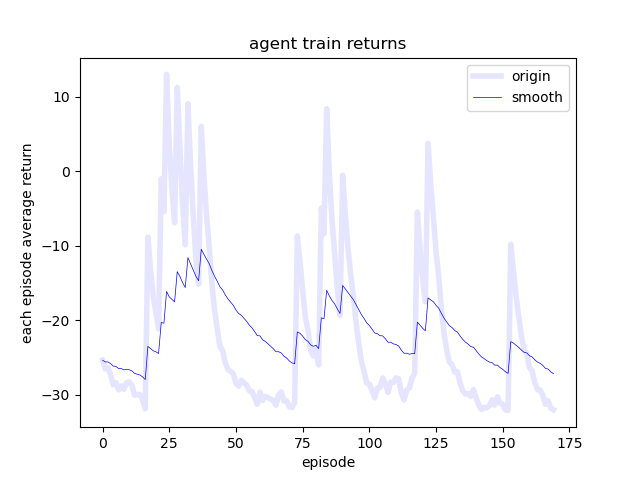 agent train returns
origin
smooth
each episode average return
10
0
−10
−20
−30
0
25
50
75
100
125
150
175
episode